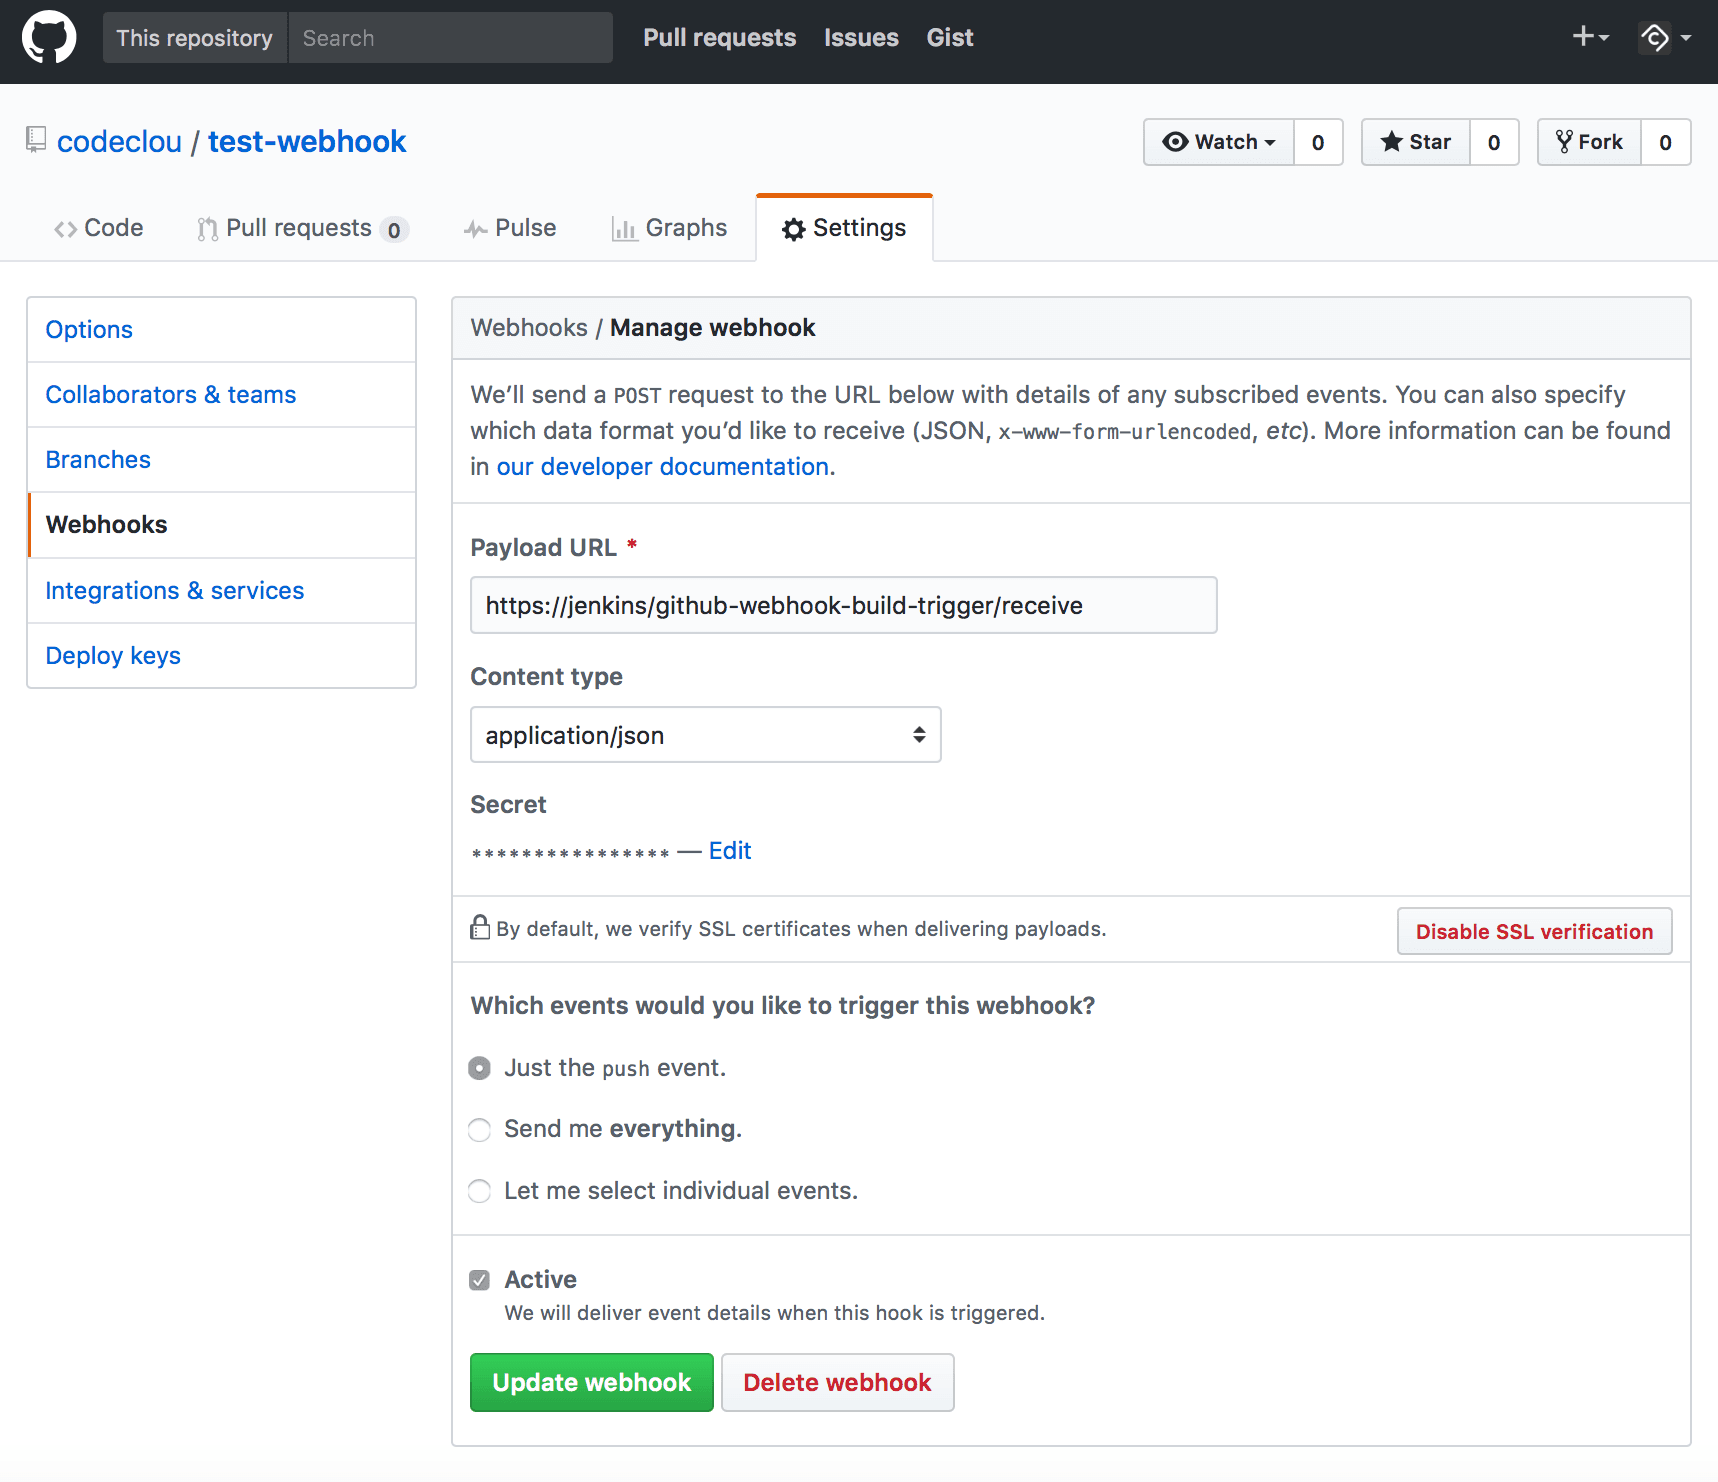 This repository Search Pull requests Issues Gist
codeclou / test-webhook
Watch 0 Star 0 Fork 0
Code Pull requests 0 Pulse Graphs Settings
Options
Collaborators & teams
Branches
Webhooks
Integrations & services
Deploy keys
Webhooks / Manage webhook
We’ll send a POST request to the URL below with details of any subscribed events. You can also specify
which data format you’d like to receive (JSON, x-www-form-urlencoded, etc). More information can be found
in our developer documentation.
Payload URL *
https://jenkins/github-webhook-build-trigger/receive
Content type
application/json
Secret
**************** — Edit
By default, we verify SSL certificates when delivering payloads. Disable SSL verification
Which events would you like to trigger this webhook?
Just the push event.
Send me everything.
Let me select individual events.
Active
We will deliver event details when this hook is triggered.
Update webhook Delete webhook